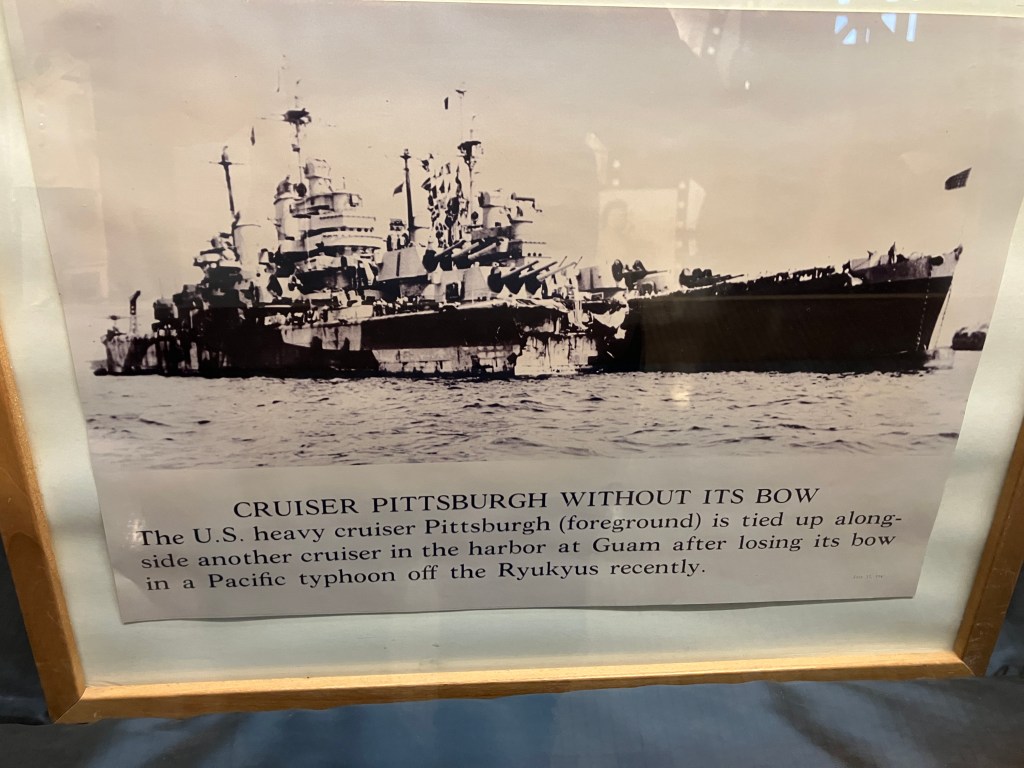 CRUISER PITTSBURGH WITHOUT ITS BOW
The U.S. heavy cruiser Pittsburgh (foreground) is tied up along-
side another cruiser in the harbor at Guam after losing its bow
in a Pacific typhoon off the Ryukyus recently.